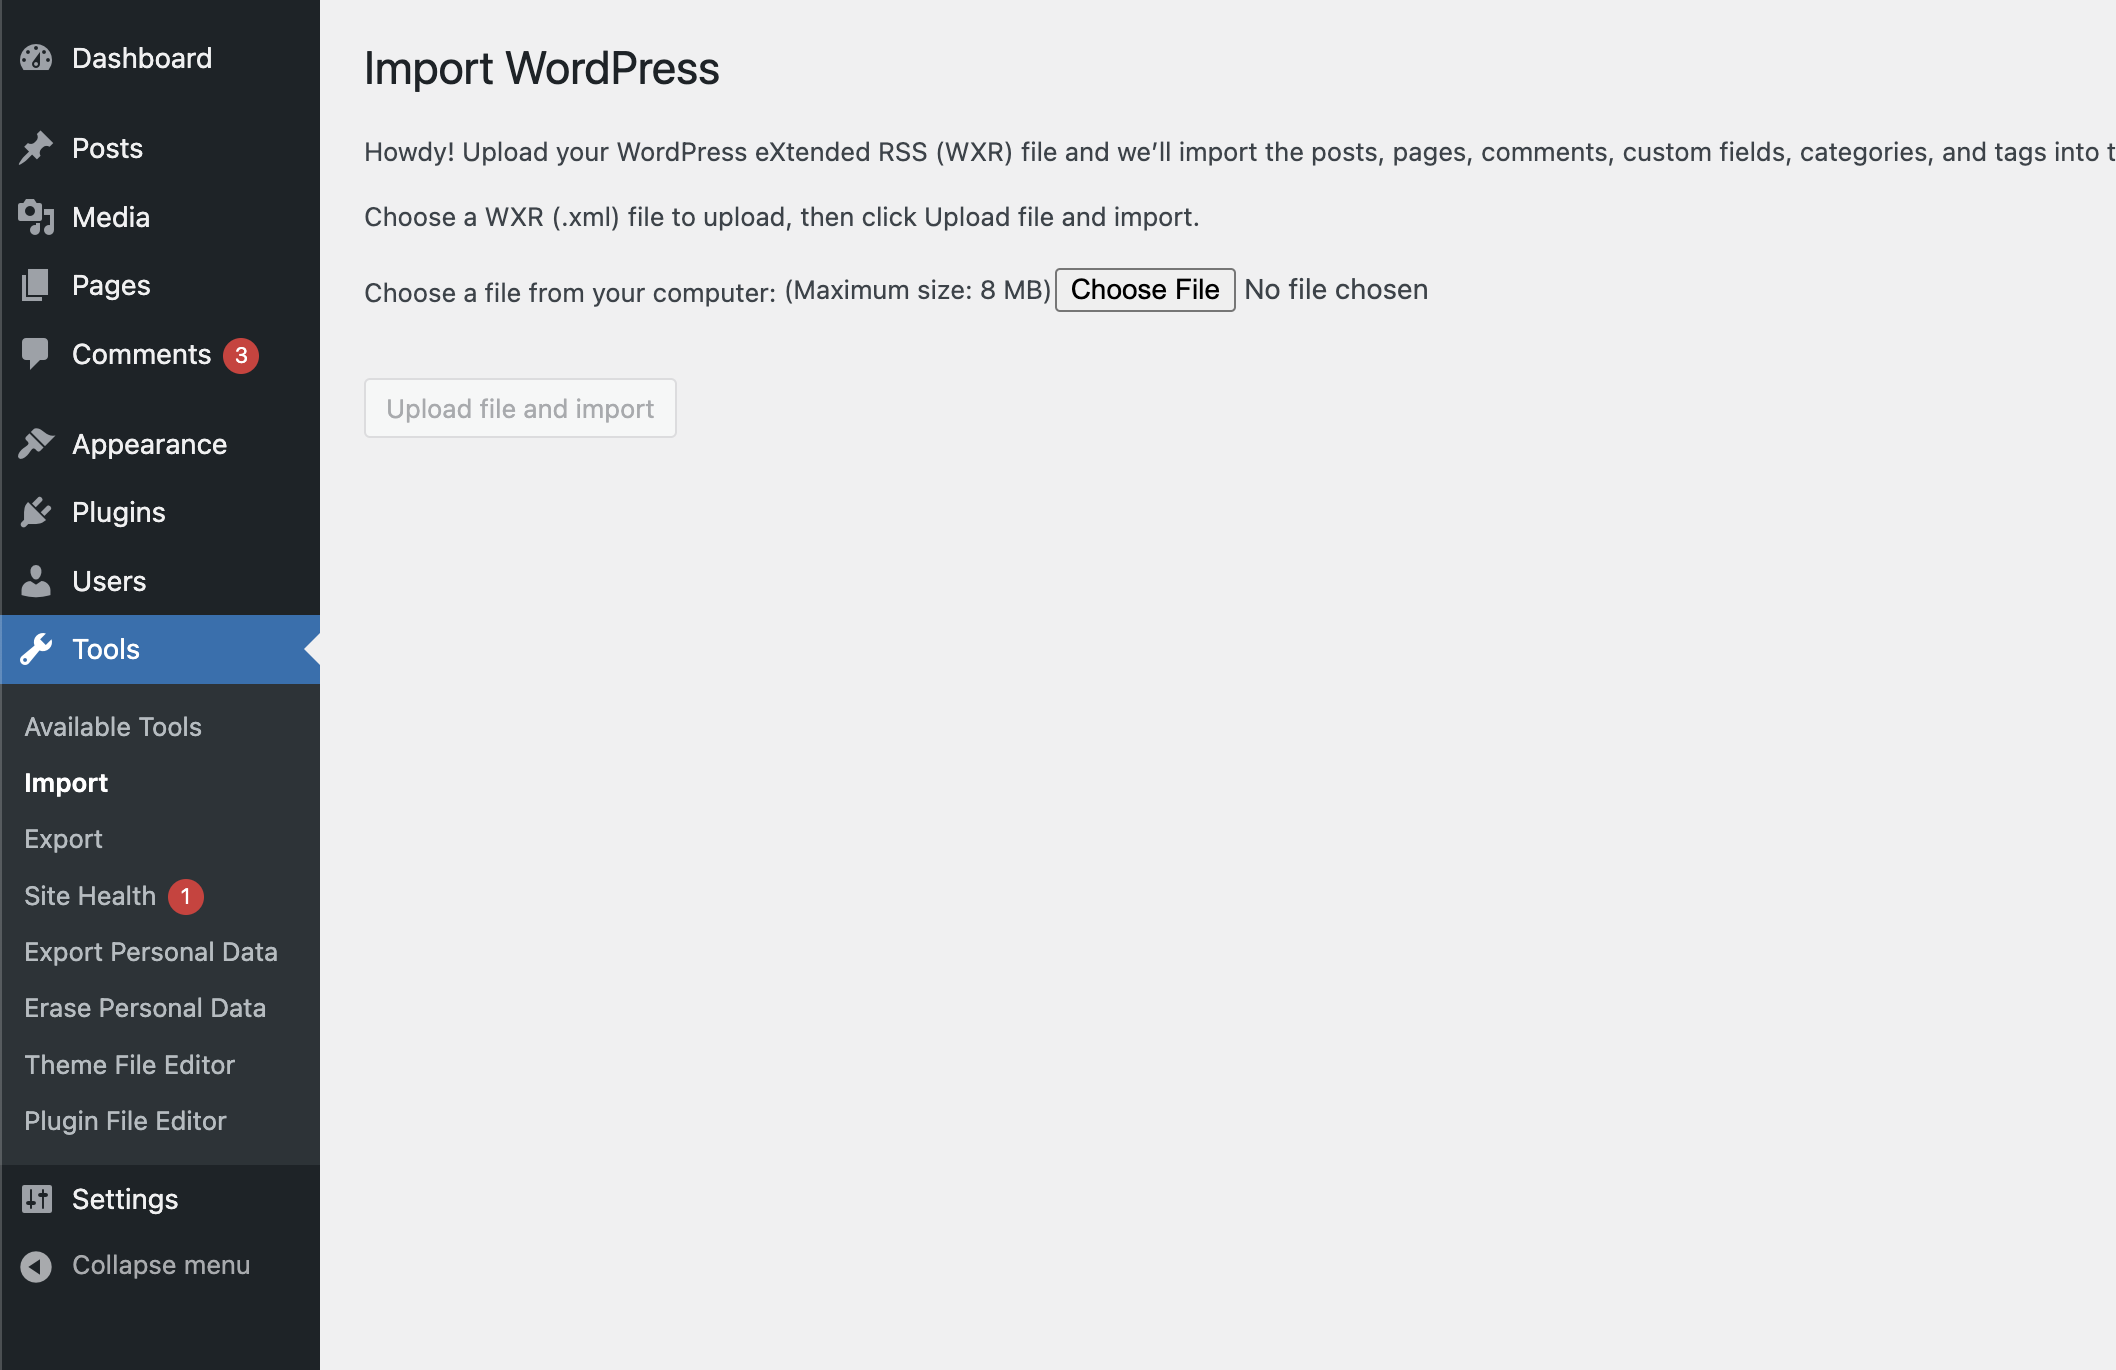 Dashboard
Posts
Media
Pages
Comments 3
Appearance
Plugins
Users
Tools
Available Tools
Import
Export
Site Health 1
Export Personal Data
Erase Personal Data
Theme File Editor
Plugin File Editor
Settings
Collapse menu
Import WordPress
Howdy! Upload your WordPress eXtended RSS (WXR) file and we’ll import the posts, pages, comments, custom fields, categories, and tags into
Choose a WXR (.xml) file to upload, then click Upload file and import.
Choose a file from your computer: (Maximum size: 8 MB) Choose File No file chosen
Upload file and import